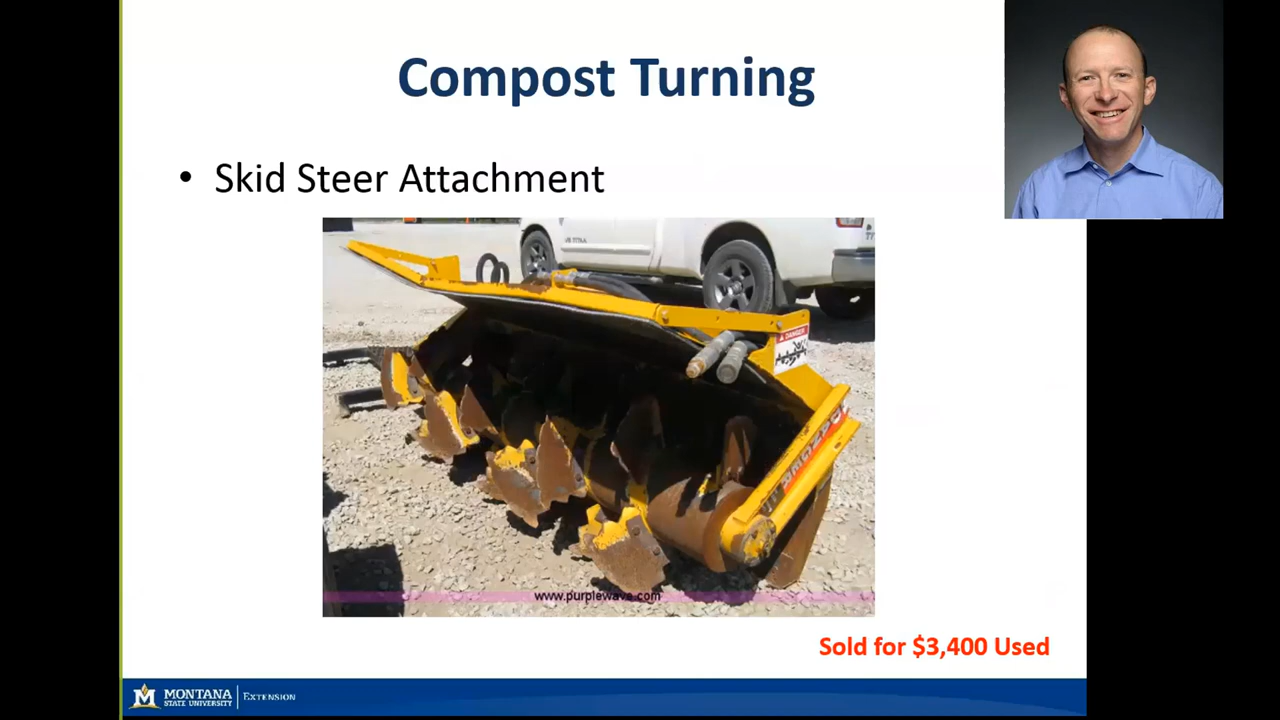 Compost Turning
• Skid Steer Attachment
DANGER
www.purplewave.com
Sold for $3,400 Used
M MONTANA STATE UNIVERSITY | EXTENSION